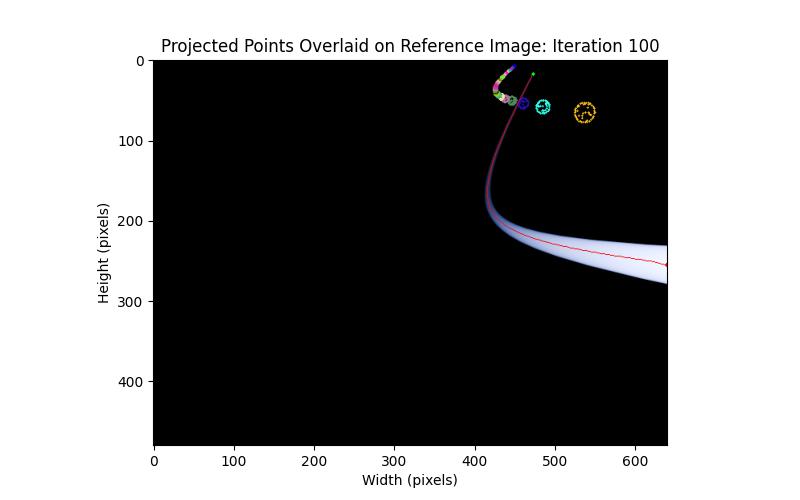 Projected Points Overlaid on Reference Image: Iteration 100
0
100
200
300
400
Height (pixels)
0 100 200 300 400 500 600
Width (pixels)